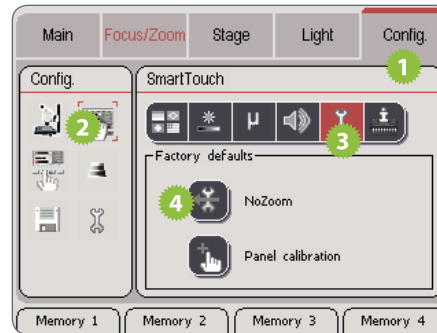 Main Focus/Zoom Stage Light Config.
1
Config. SmartTouch
2
µ
3
Factory defaults
4 NoZoom
Panel calibration
Memory 1 Memory 2 Memory 3 Memory 4